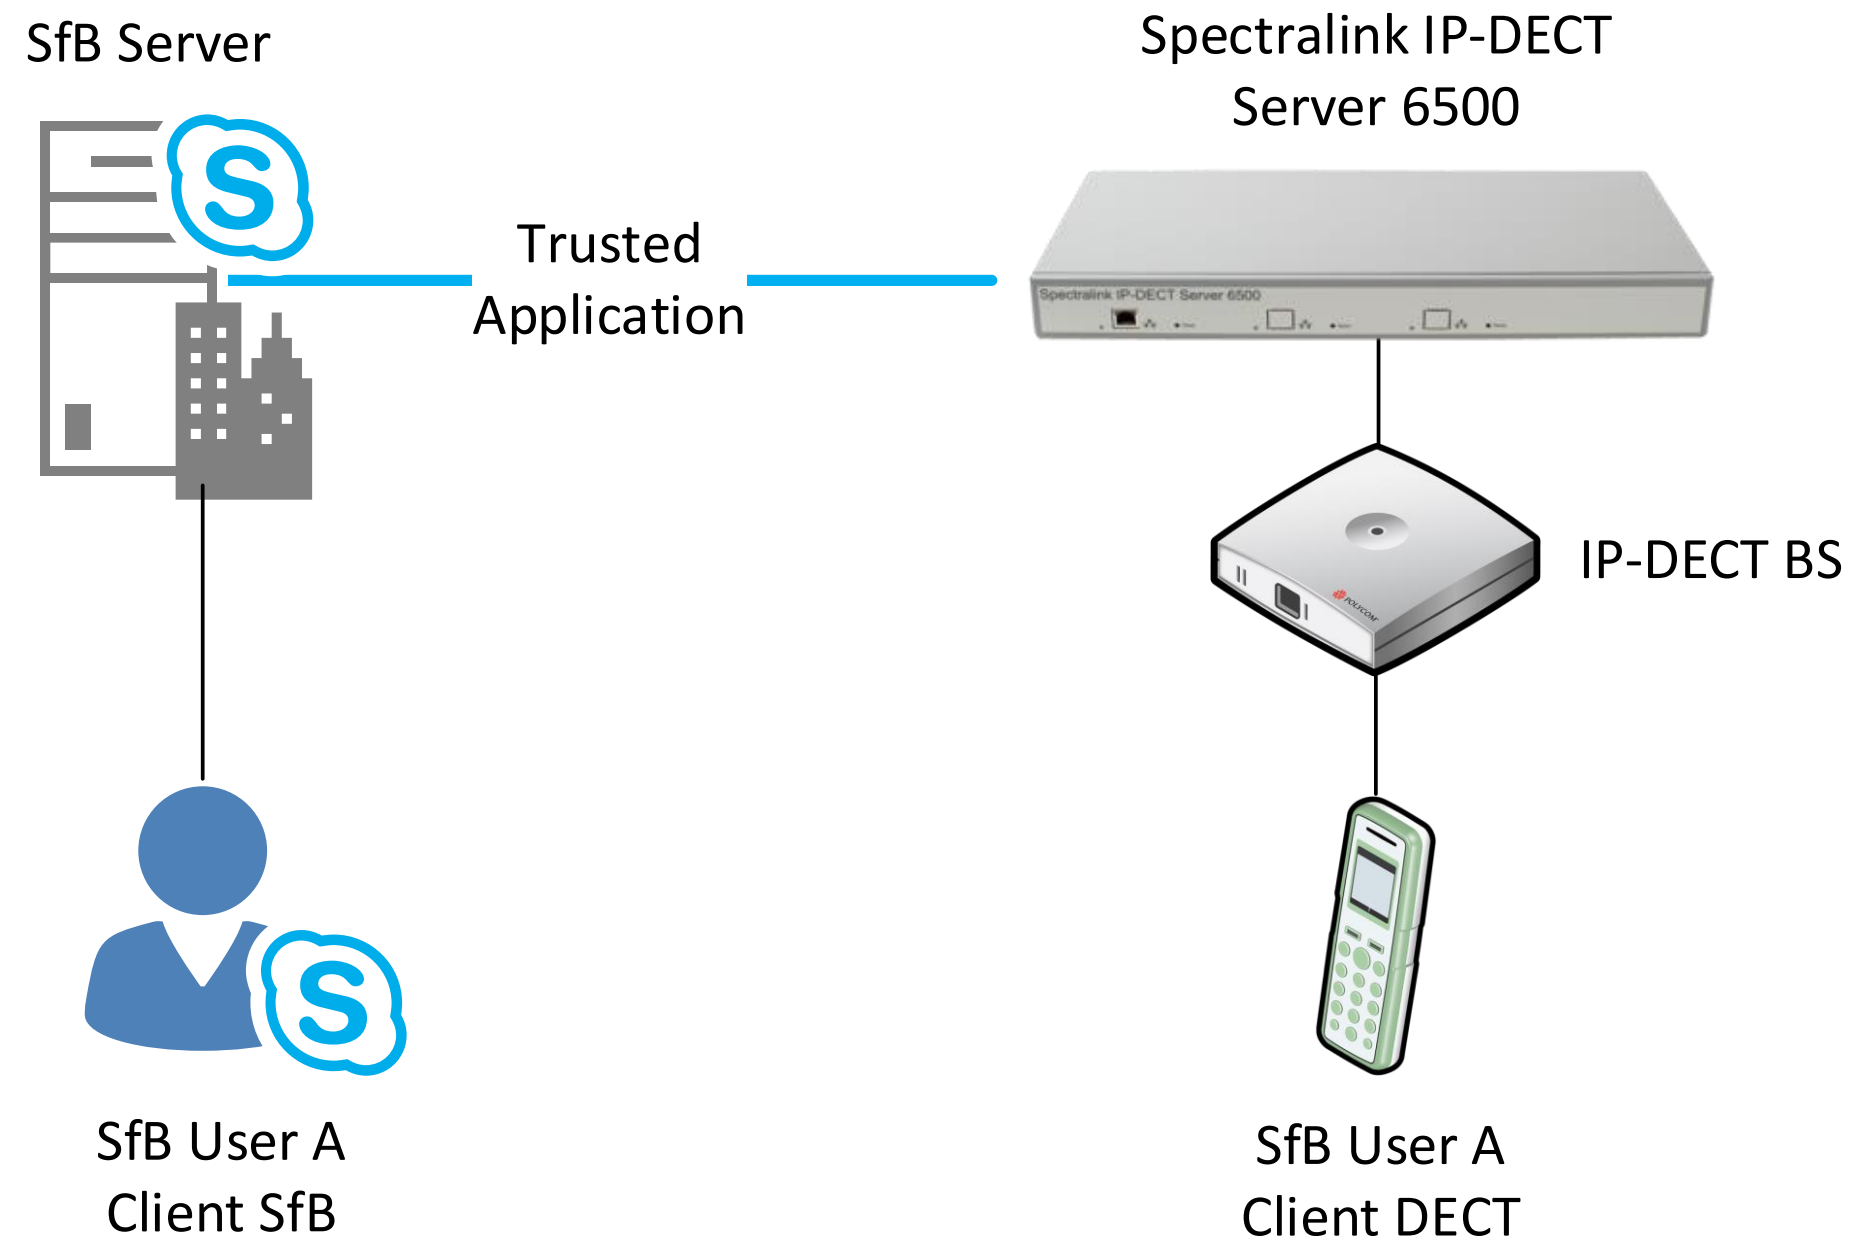 SfB Server
Spectralink IP-DECT
Server 6500
Trusted
Application
Spectralink IP-DECT Server 6500
IP-DECT BS
POLYCOM
SfB User A
Client SfB
SfB User A
Client DECT